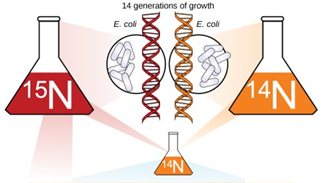 14 generations of growth
E. coli
E. coli
15N
14N
14N